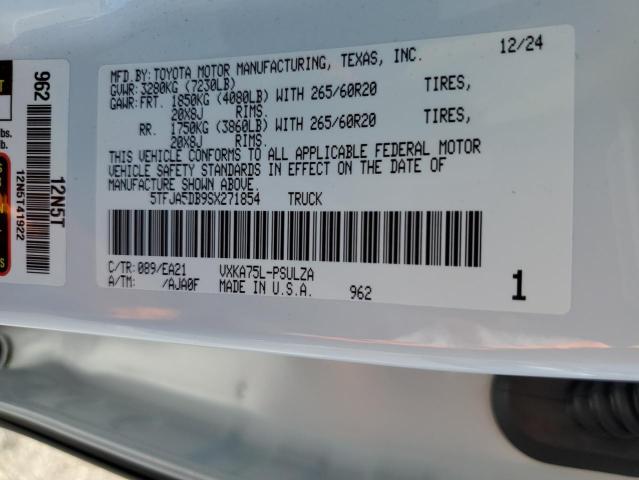 MFD. BY: TOYOTA MOTOR MANUFACTURING, TEXAS, INC. 12/24
GVWR: 3280KG (7230LB)
GAWR: FRT. 1850KG (4080LB) WITH 265/60R20 TIRES,
20X8J RIMS.
RR. 1750KG (3860LB) WITH 265/60R20 TIRES,
20X8J RIMS.
THIS VEHICLE CONFORMS TO ALL APPLICABLE FEDERAL MOTOR
VEHICLE SAFETY STANDARDS IN EFFECT ON THE DATE OF
MANUFACTURE SHOWN ABOVE.
5TFJA5DB9SX271854 TRUCK
C/TR: 089/EA21 VXKA75L-PSULZA
A/TM: /AJA0F MADE IN U.S.A. 962 1
962
12N5T
12N5T41922
lbs.
lb.